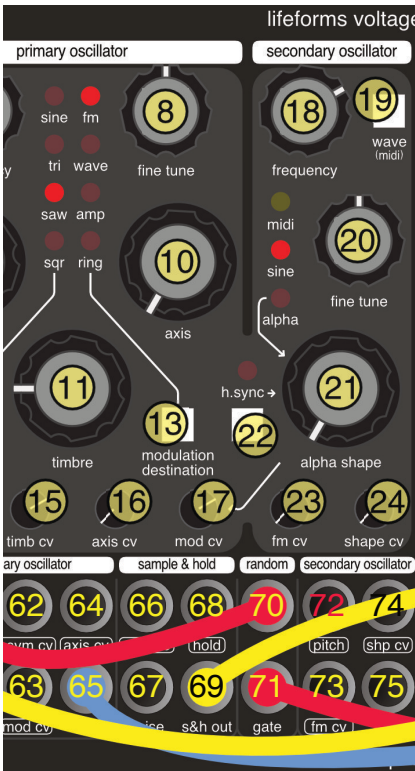 lifeforms voltage
primary oscillator
secondary oscillator
sine fm
8
18
19
wave
(midi)
tri wave
fine tune
frequency
saw amp
midi
10
20
sqr ring
sine
fine tune
axis
alpha
11
h.sync →
21
13
22
timbre
modulation
destination
alpha shape
15
16
17
23
24
timb cv
axis cv
mod cv
fm cv
shape cv
ary oscillator
sample & hold
random
secondary oscillator
62
64
66
68
70
72
74
axis cv
hold
pitch
shp cv
63
65
67
69
71
73
75
mod cv
s&h out
gate
fm cv